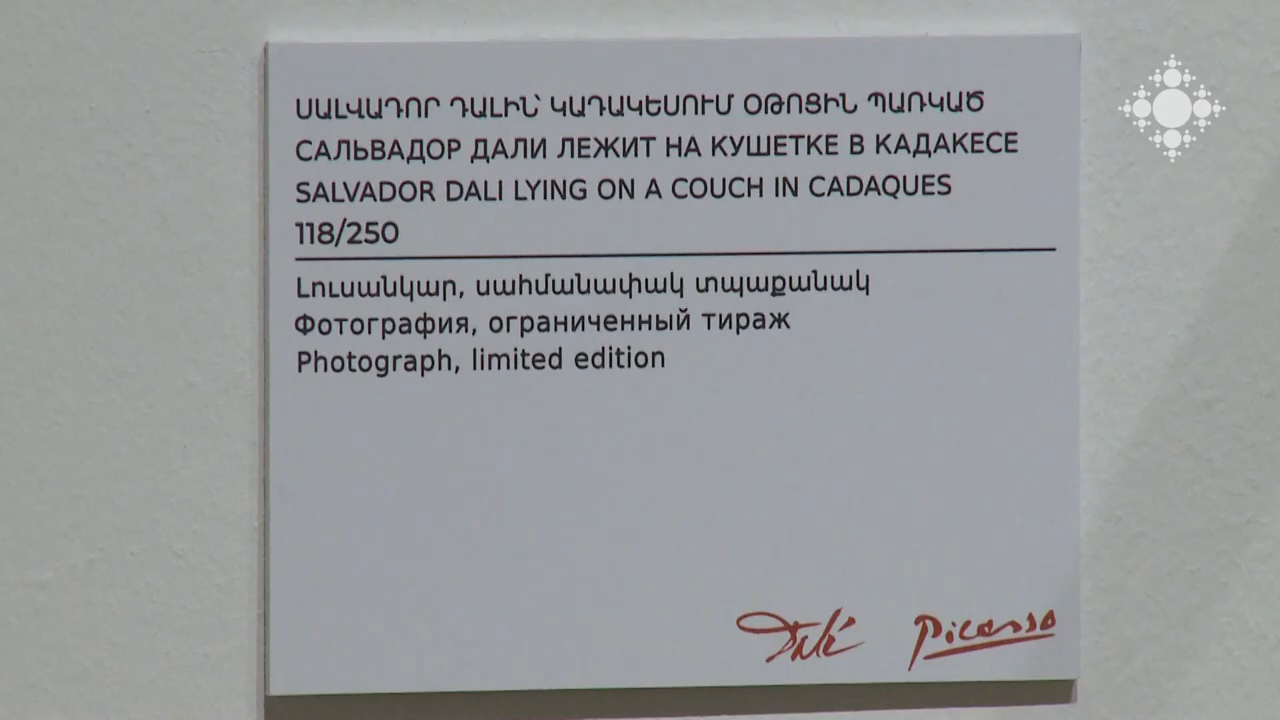 ՍԱԼՎԱԴՈՐ ԴԱԼԻՆ՝ ԿԱԴԱԿԵՍՈՒՄ ՕԹՈՑԻՆ ՊԱՌԿԱԾ
САЛЬВАДОР ДАЛИ ЛЕЖИТ НА КУШЕТКЕ В КАДАКЕСЕ
SALVADOR DALI LYING ON A COUCH IN CADAQUES
118/250
Լուսանկար, սահմանափակ տպաքանակ
Фотография, ограниченный тираж
Photograph, limited edition
Dalí Picasso